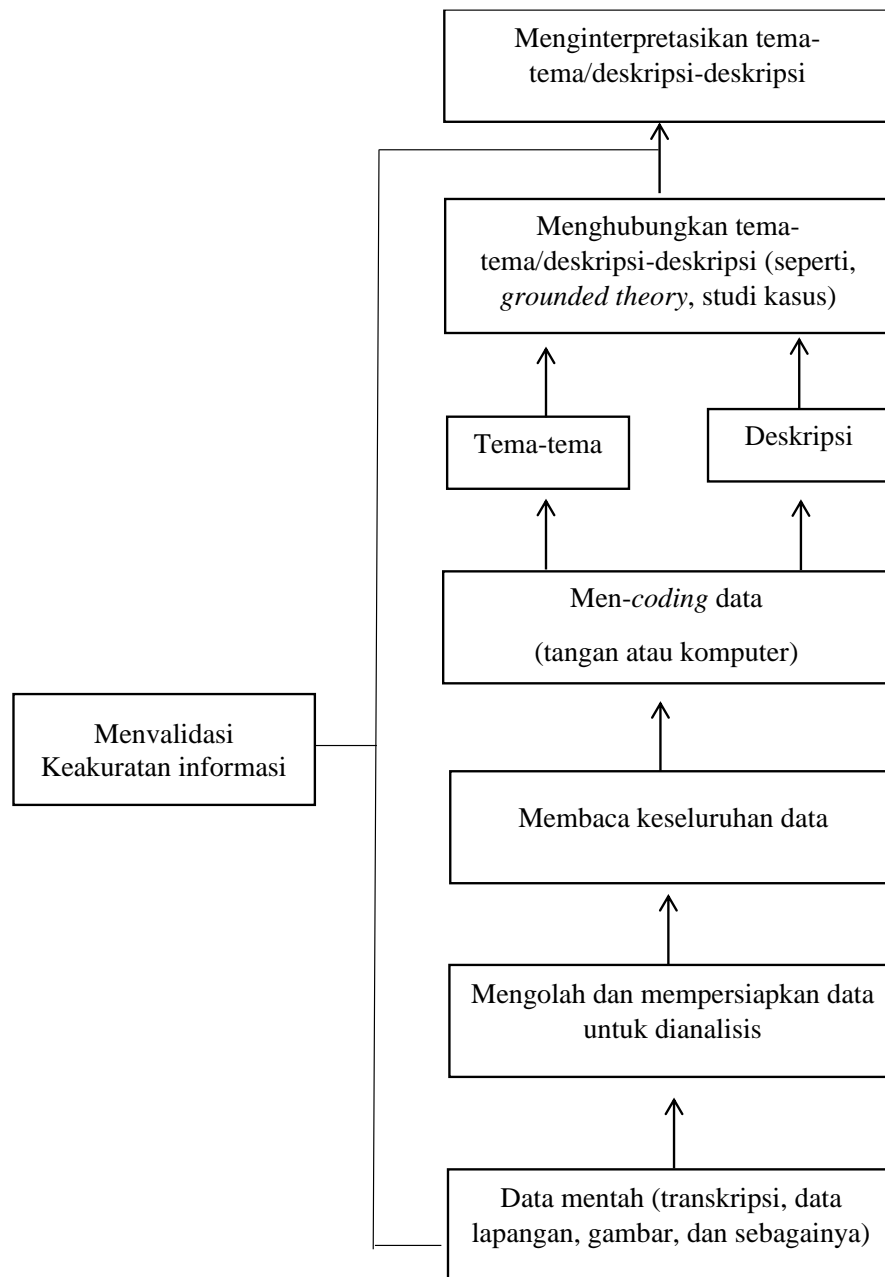 Menginterpretasikan tema-
tema/deskripsi-deskripsi
Menghubungkan tema-
tema/deskripsi-deskripsi (seperti,
grounded theory, studi kasus)
Tema-tema
Deskripsi
Men-coding data
(tangan atau komputer)
Menvalidasi
Keakuratan informasi
Membaca keseluruhan data
Mengolah dan mempersiapkan data
untuk dianalisis
Data mentah (transkripsi, data
lapangan, gambar, dan sebagainya)